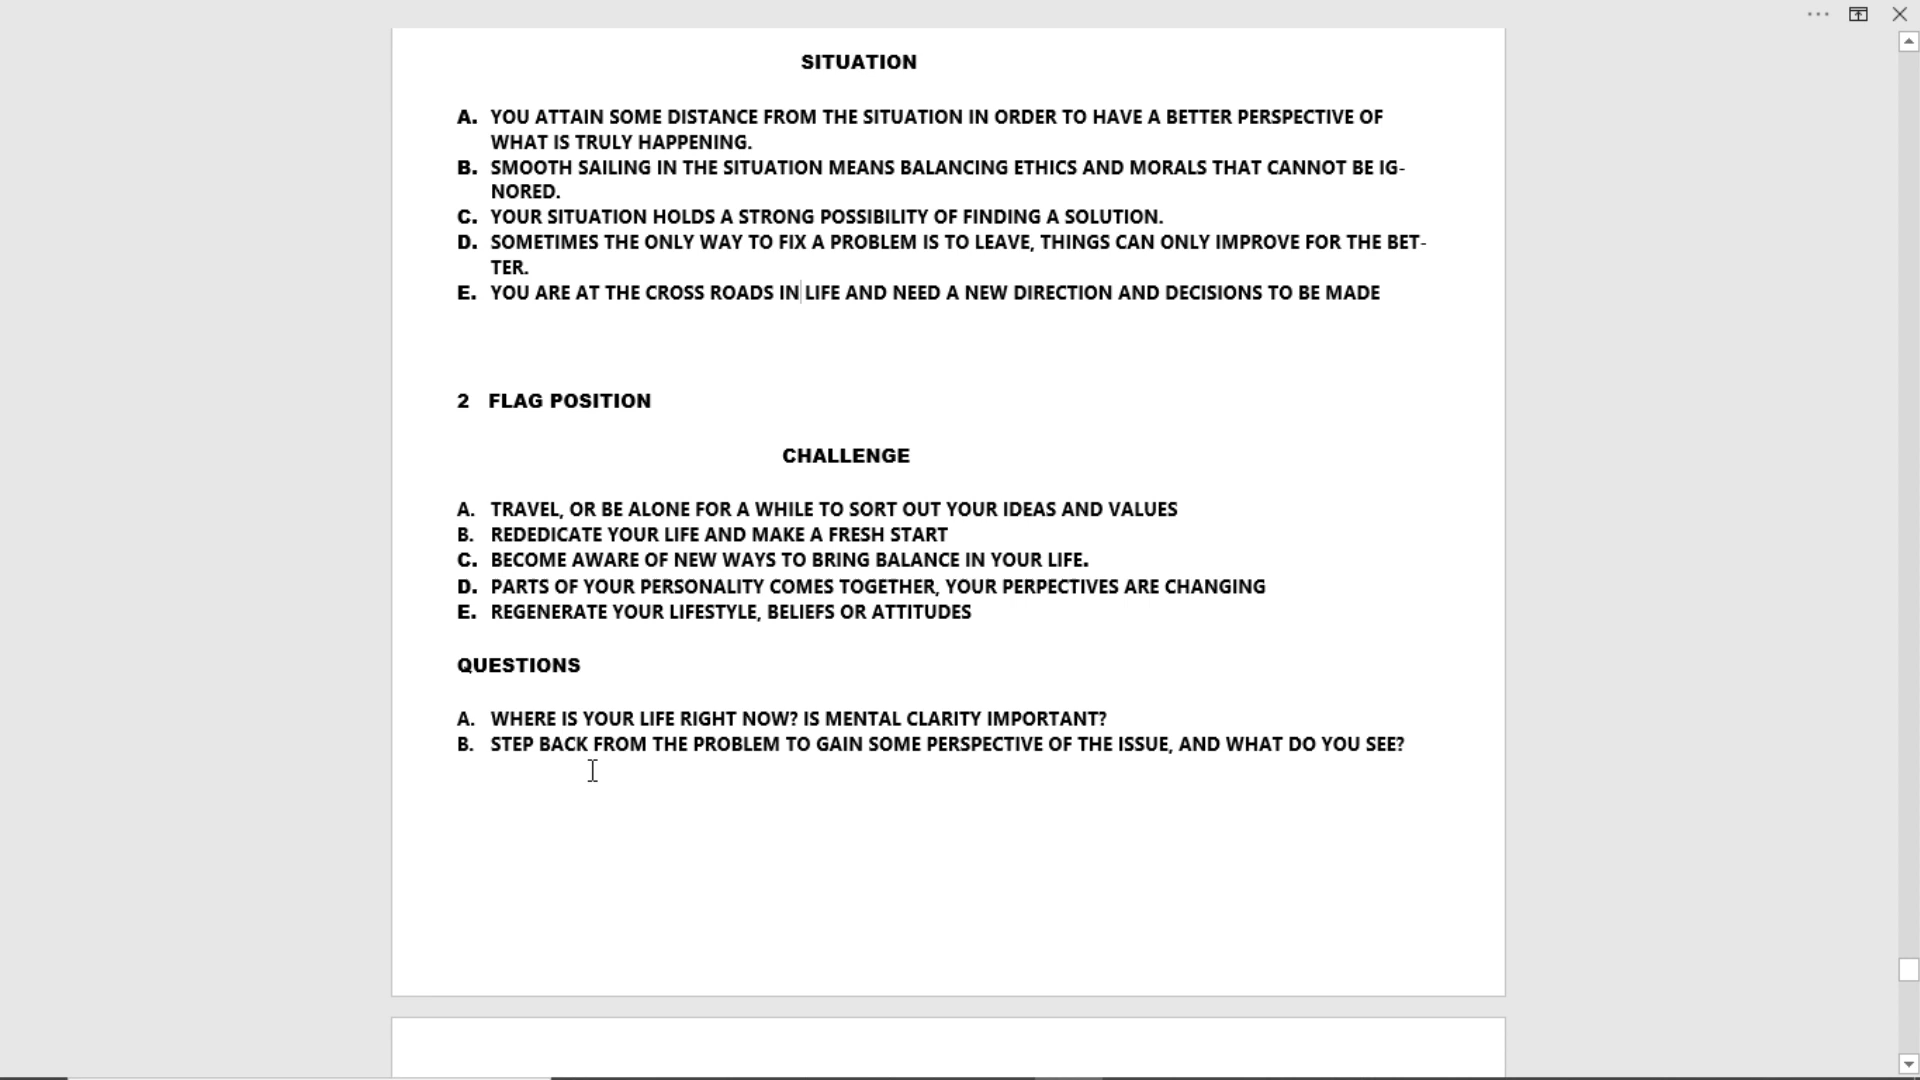 SITUATION
A. YOU ATTAIN SOME DISTANCE FROM THE SITUATION IN ORDER TO HAVE A BETTER PERSPECTIVE OF
WHAT IS TRULY HAPPENING.
B. SMOOTH SAILING IN THE SITUATION MEANS BALANCING ETHICS AND MORALS THAT CANNOT BE IG-
NORED.
C. YOUR SITUATION HOLDS A STRONG POSSIBILITY OF FINDING A SOLUTION.
D. SOMETIMES THE ONLY WAY TO FIX A PROBLEM IS TO LEAVE, THINGS CAN ONLY IMPROVE FOR THE BET-
TER.
E. YOU ARE AT THE CROSS ROADS IN LIFE AND NEED A NEW DIRECTION AND DECISIONS TO BE MADE
2 FLAG POSITION
CHALLENGE
A. TRAVEL, OR BE ALONE FOR A WHILE TO SORT OUT YOUR IDEAS AND VALUES
B. REDEDICATE YOUR LIFE AND MAKE A FRESH START
C. BECOME AWARE OF NEW WAYS TO BRING BALANCE IN YOUR LIFE.
D. PARTS OF YOUR PERSONALITY COMES TOGETHER, YOUR PERPECTIVES ARE CHANGING
E. REGENERATE YOUR LIFESTYLE, BELIEFS OR ATTITUDES
QUESTIONS
A. WHERE IS YOUR LIFE RIGHT NOW? IS MENTAL CLARITY IMPORTANT?
B. STEP BACK FROM THE PROBLEM TO GAIN SOME PERSPECTIVE OF THE ISSUE, AND WHAT DO YOU SEE?